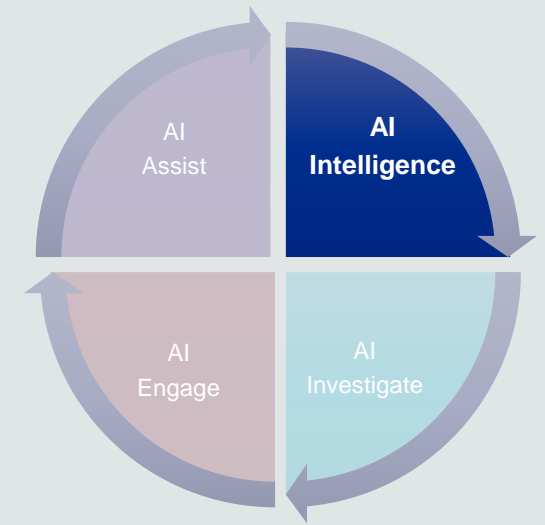 AI
Assist
AI
Intelligence
AI
Engage
AI
Investigate